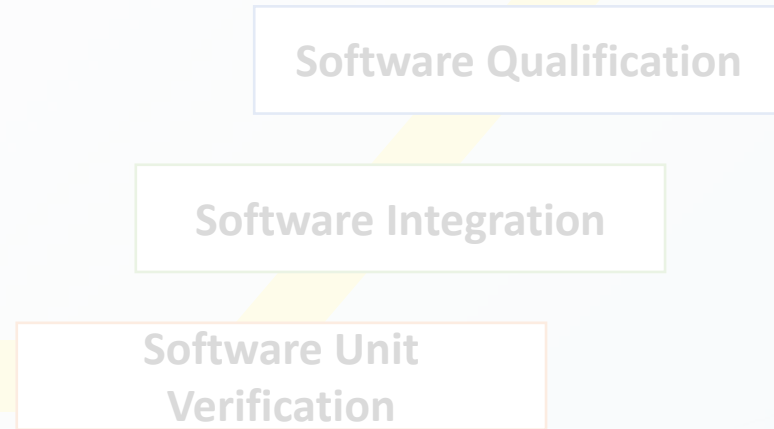 Software Qualification
Software Integration
Software Unit
Verification